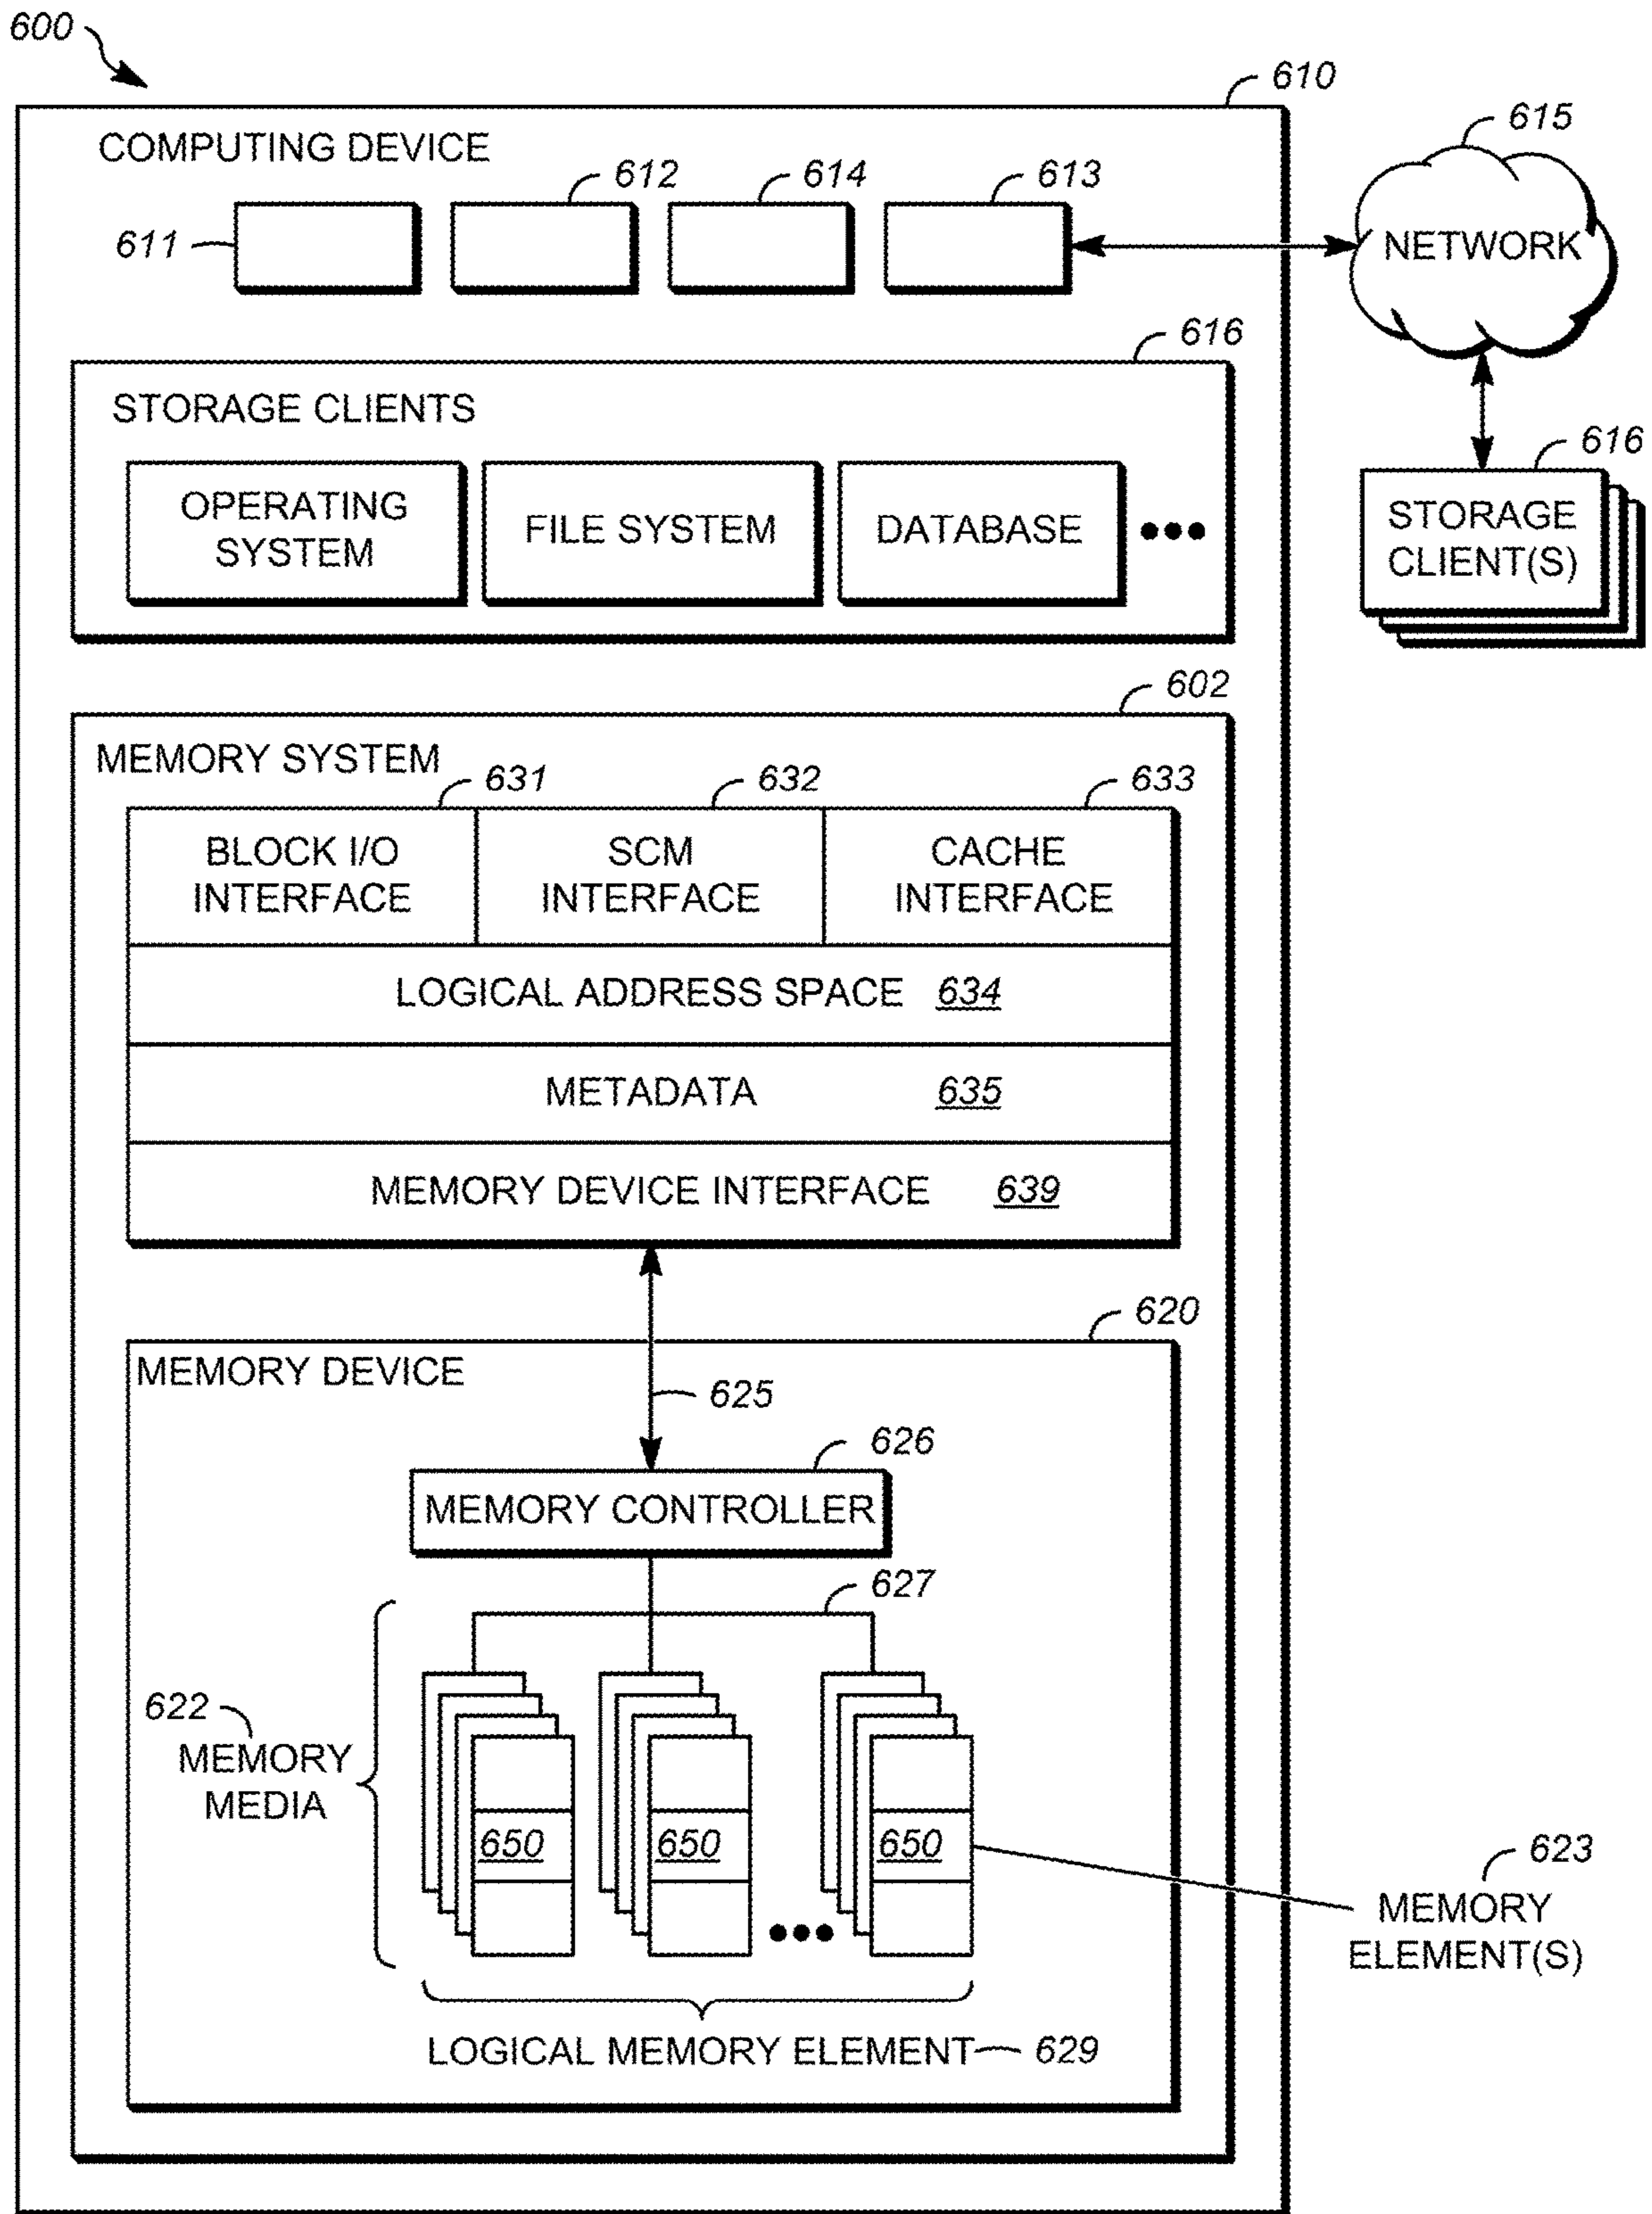 600
610
COMPUTING DEVICE
615
612
614
613
611
NETWORK
616
STORAGE CLIENTS
616
OPERATING
SYSTEM
FILE SYSTEM
DATABASE
STORAGE
CLIENT(S)
602
MEMORY SYSTEM
631
632
633
BLOCK I/O
INTERFACE
SCM
INTERFACE
CACHE
INTERFACE
LOGICAL ADDRESS SPACE 634
METADATA 635
MEMORY DEVICE INTERFACE 639
620
MEMORY DEVICE
625
626
MEMORY CONTROLLER
627
622
MEMORY
MEDIA
650
650
650
623
MEMORY
ELEMENT(S)
LOGICAL MEMORY ELEMENT 629